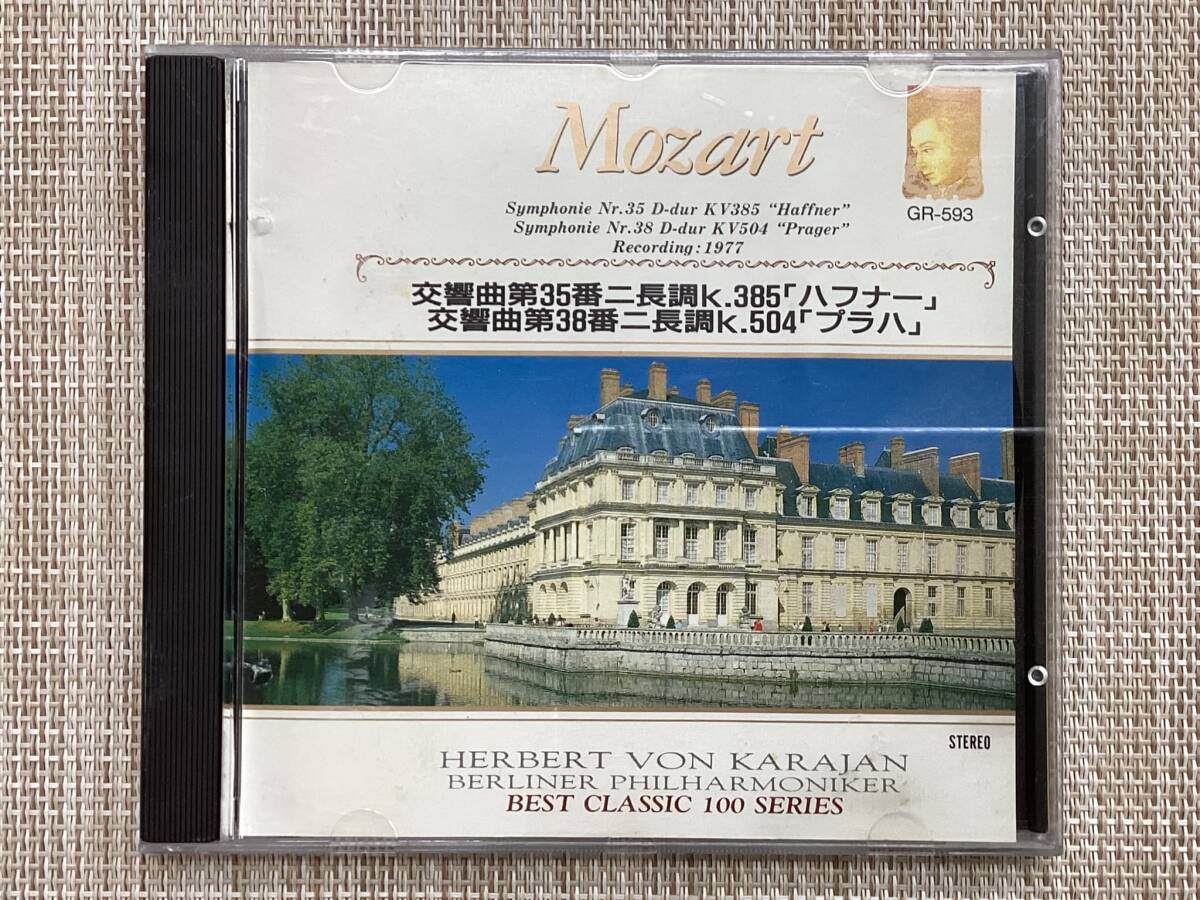 Mozart
GR-593
Symphonie Nr.35 D-dur KV385 “Haffner”
Symphonie Nr.38 D-dur KV504 “Prager”
Recording:1977
交響曲第35番ニ長調k.385「ハフナー」
交響曲第38番ニ長調k.504「プラハ」
STEREO
HERBERT VON KARAJAN
BERLINER PHILHARMONIKER
BEST CLASSIC 100 SERIES